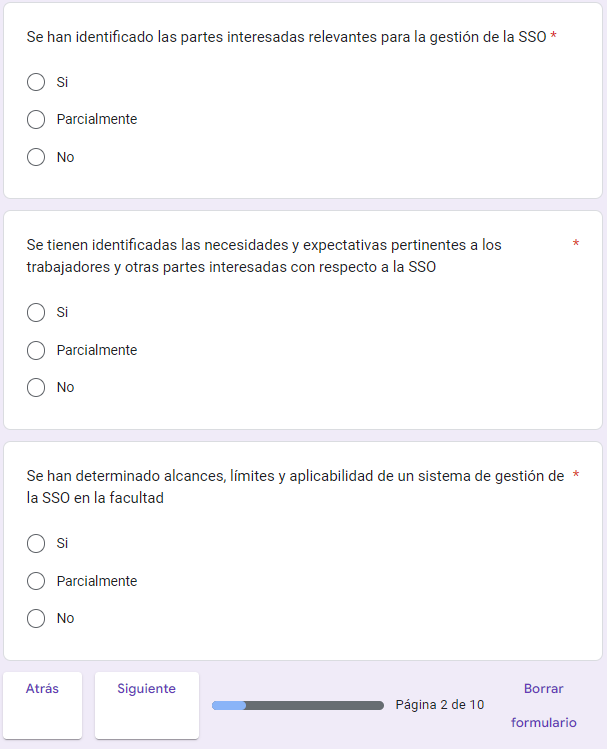 Se han identificado las partes interesadas relevantes para la gestión de la SSO *
Si
Parcialmente
No
Se tienen identificadas las necesidades y expectativas pertinentes a los *
trabajadores y otras partes interesadas con respecto a la SSO
Si
Parcialmente
No
Se han determinado alcances, límites y aplicabilidad de un sistema de gestión de *
la SSO en la facultad
Si
Parcialmente
No
Atrás
Siguiente
Página 2 de 10
Borrar
formulario